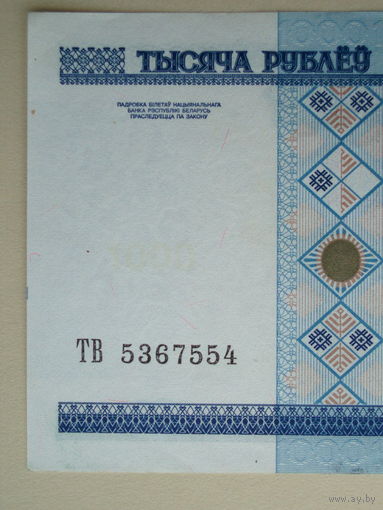 ТЫСЯЧА РУБЛЁЎ
ПАДРОБКА БІЛЕТАЎ НАЦЫЯНАЛЬНАГА
БАНКА РЭСПУБЛІКІ БЕЛАРУСЬ
ПРАСЛЕДУЕЦЦА ПА ЗАКОНУ
ТВ 5367554
www.ay.by